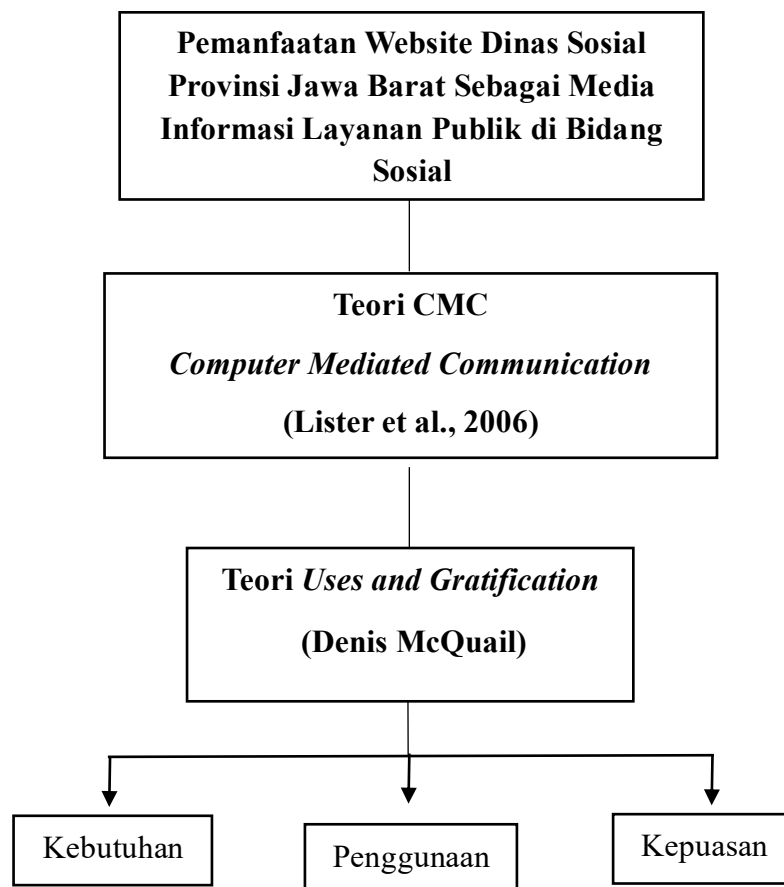 Pemanfaatan Website Dinas Sosial
Provinsi Jawa Barat Sebagai Media
Informasi Layanan Publik di Bidang
Sosial
Teori CMC
Computer Mediated Communication
(Lister et al., 2006)
Teori Uses and Gratification
(Denis McQuail)
Kebutuhan
Penggunaan
Kepuasan